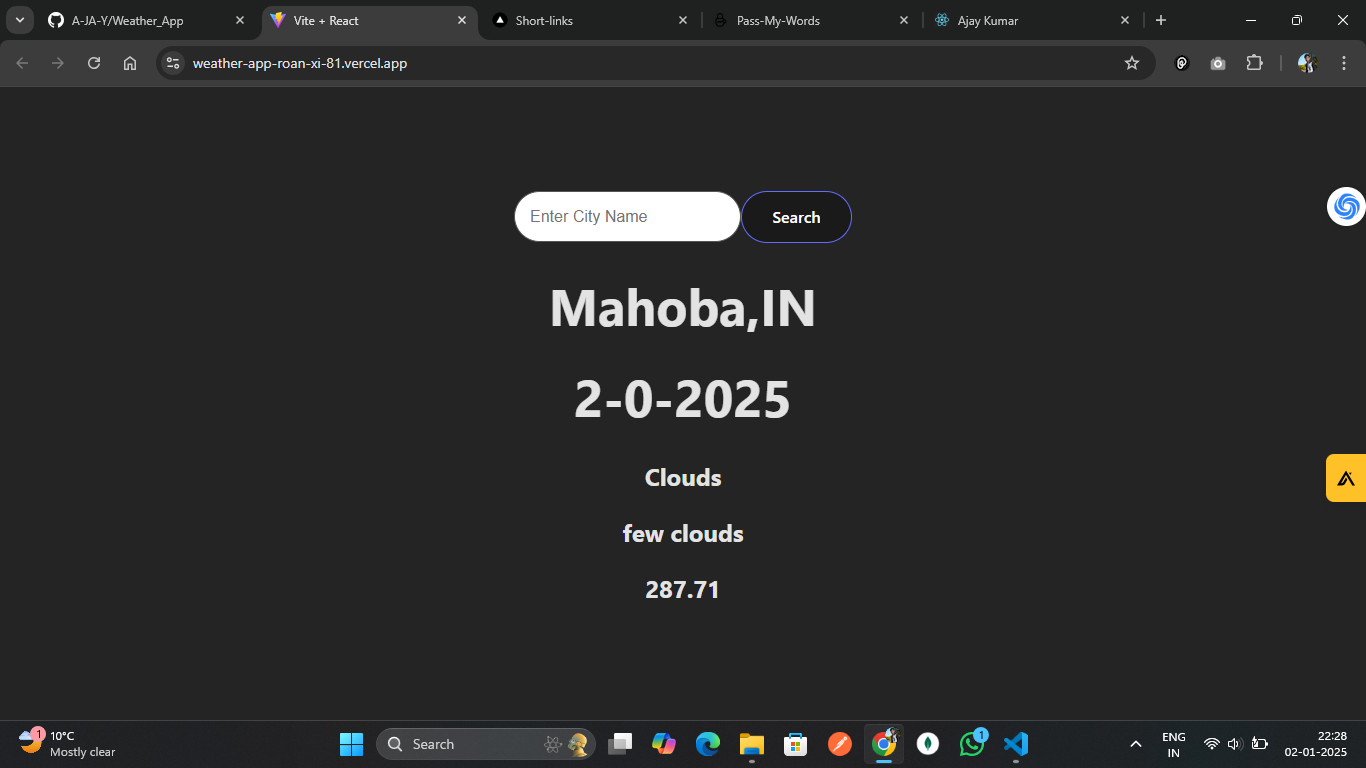 A-JA-Y/Weather_App
Vite + React
Short-links
Pass-My-Words
Ajay Kumar
weather-app-roan-xi-81.vercel.app
Enter City Name
Search
Mahoba,IN
2-0-2025
Clouds
few clouds
287.71
1
10°C
Mostly clear
Search
1
ENG
IN
22:28
02-01-2025